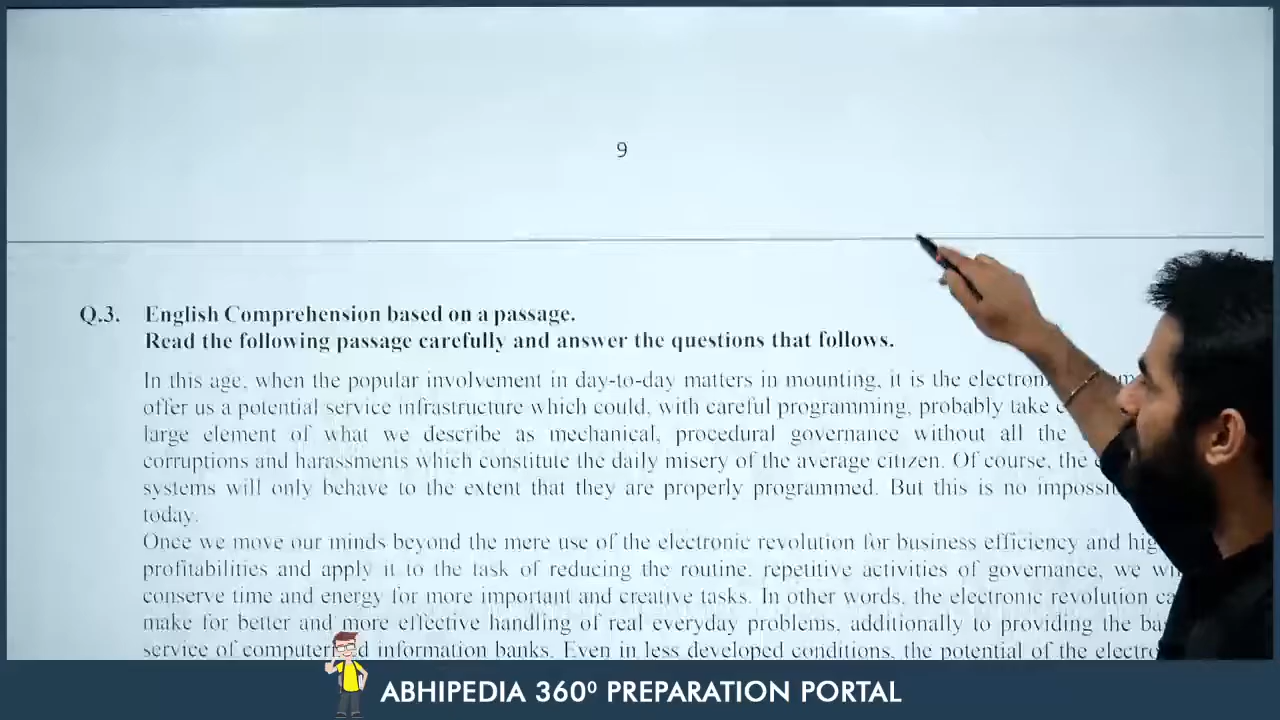 9
Q.3. English Comprehension based on a passage.
Read the following passage carefully and answer the questions that follows.
In this age, when the popular involvement in day-to-day matters in mounting, it is the electron
offer us a potential service infrastructure which could, with careful programming, probably take
large element of what we describe as mechanical, procedural governance without all the
corruptions and harassments which constitute the daily misery of the average citizen. Of course, the
systems will only behave to the extent that they are properly programmed. But this is no imposs
today.
Once we move our minds beyond the mere use of the electronic revolution for business efficiency and hig
profitabilities and apply it to the task of reducing the routine, repetitive activities of governance, we w
conserve time and energy for more important and creative tasks. In other words, the electronic revolution ca
make for better and more effective handling of real everyday problems, additionally to providing the ba
service of computer information banks. Even in less developed conditions, the potential of the electro
ABHIPEDIA 360⁰ PREPARATION PORTAL